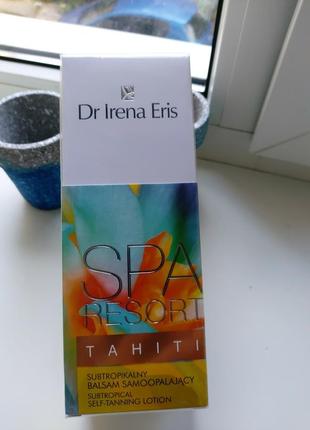 Dr Irena Eris
SPA
RESORT
TAHITI
SUBTROPIKALNY
BALSAM SAMOOPALAJĄCY
SUBTROPICAL
SELF-TANNING LOTION